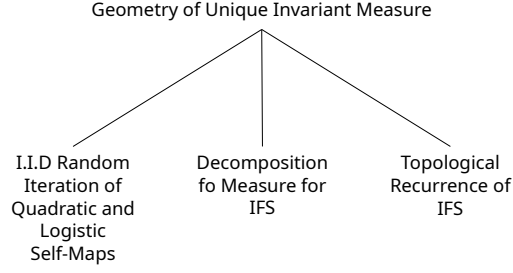 Geometry of Unique Invariant Measure
I.I.D Random
Iteration of
Quadratic and
Logistic
Self-Maps
Decomposition
fo Measure for
IFS
Topological
Recurrence of
IFS